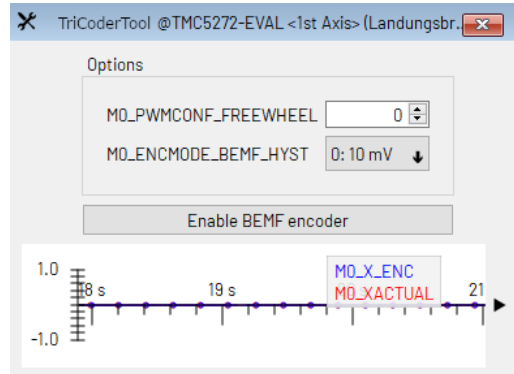 TriCoderTool @TMC5272-EVAL <1st Axis> (Landungsbr..
Options
M0_PWMCONF_FREEWHEEL 0
M0_ENCMODE_BEMF_HYST 0: 10 mV
Enable BEMF encoder
M0_X_ENC
M0_XACTUAL
1.0
18 s 19 s 21
-1.0